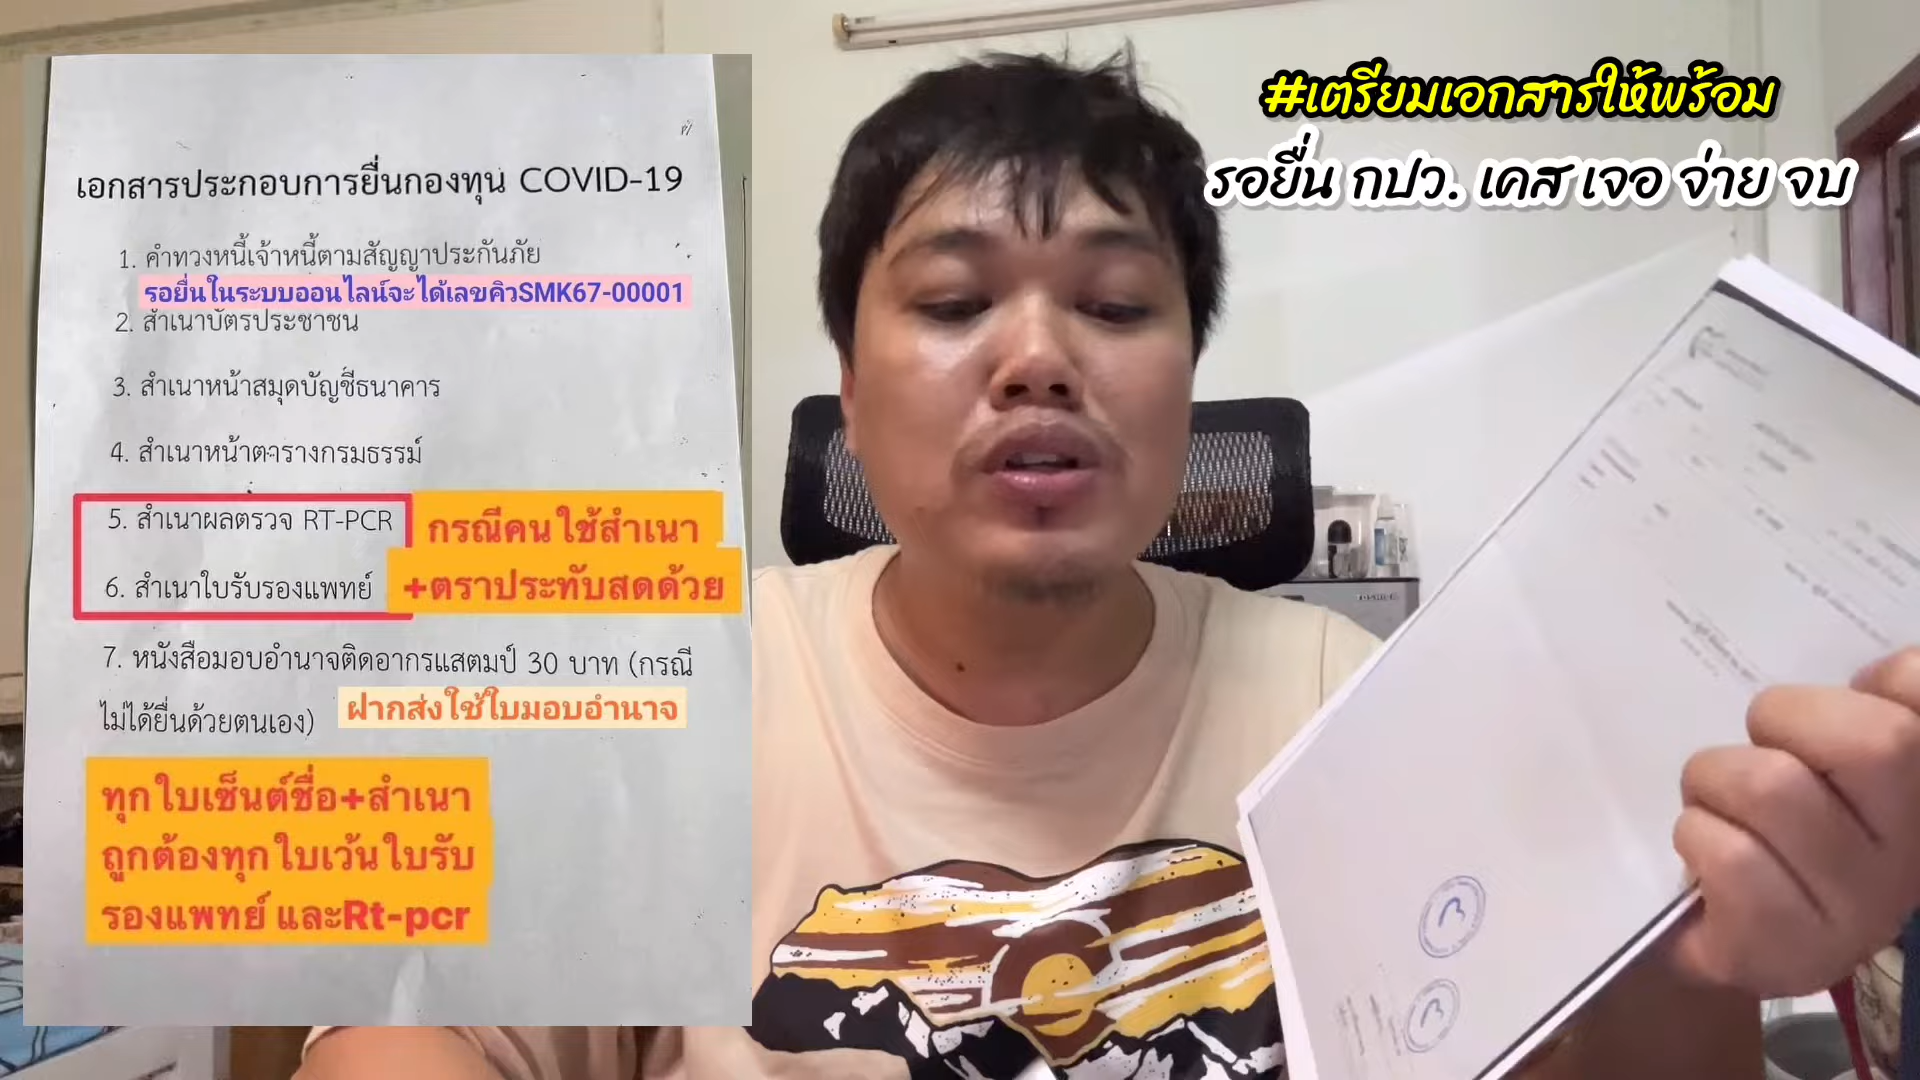 #เตรียมเอกสารให้พร้อม
รอยื่น กปว. เคส เจอ จ่าย จบ
เอกสารประกอบการยื่นกองทุน COVID-19
1. คำทวงหนี้เจ้าหนี้ตามสัญญาประกันภัย
รอยื่นในระบบออนไลน์จะได้เลขคิวSMK67-00001
2. สำเนาบัตรประชาชน
3. สำเนาหน้าสมุดบัญชีธนาคาร
4. สำเนาหน้าตารางกรมธรรม์
5. สำเนาผลตรวจ RT-PCR
กรณีคนใช้สำเนา
6. สำเนาใบรับรองแพทย์
+ตราประทับสดด้วย
7. หนังสือมอบอำนาจติดอากรแสตมป์ 30 บาท (กรณี
ไม่ได้ยื่นด้วยตนเอง)
ฝากส่งใช้ใบมอบอำนาจ
ทุกใบเซ็นต์ชื่อ+สำเนา
ถูกต้องทุกใบเว้นใบรับ
รองแพทย์ และRt-pcr